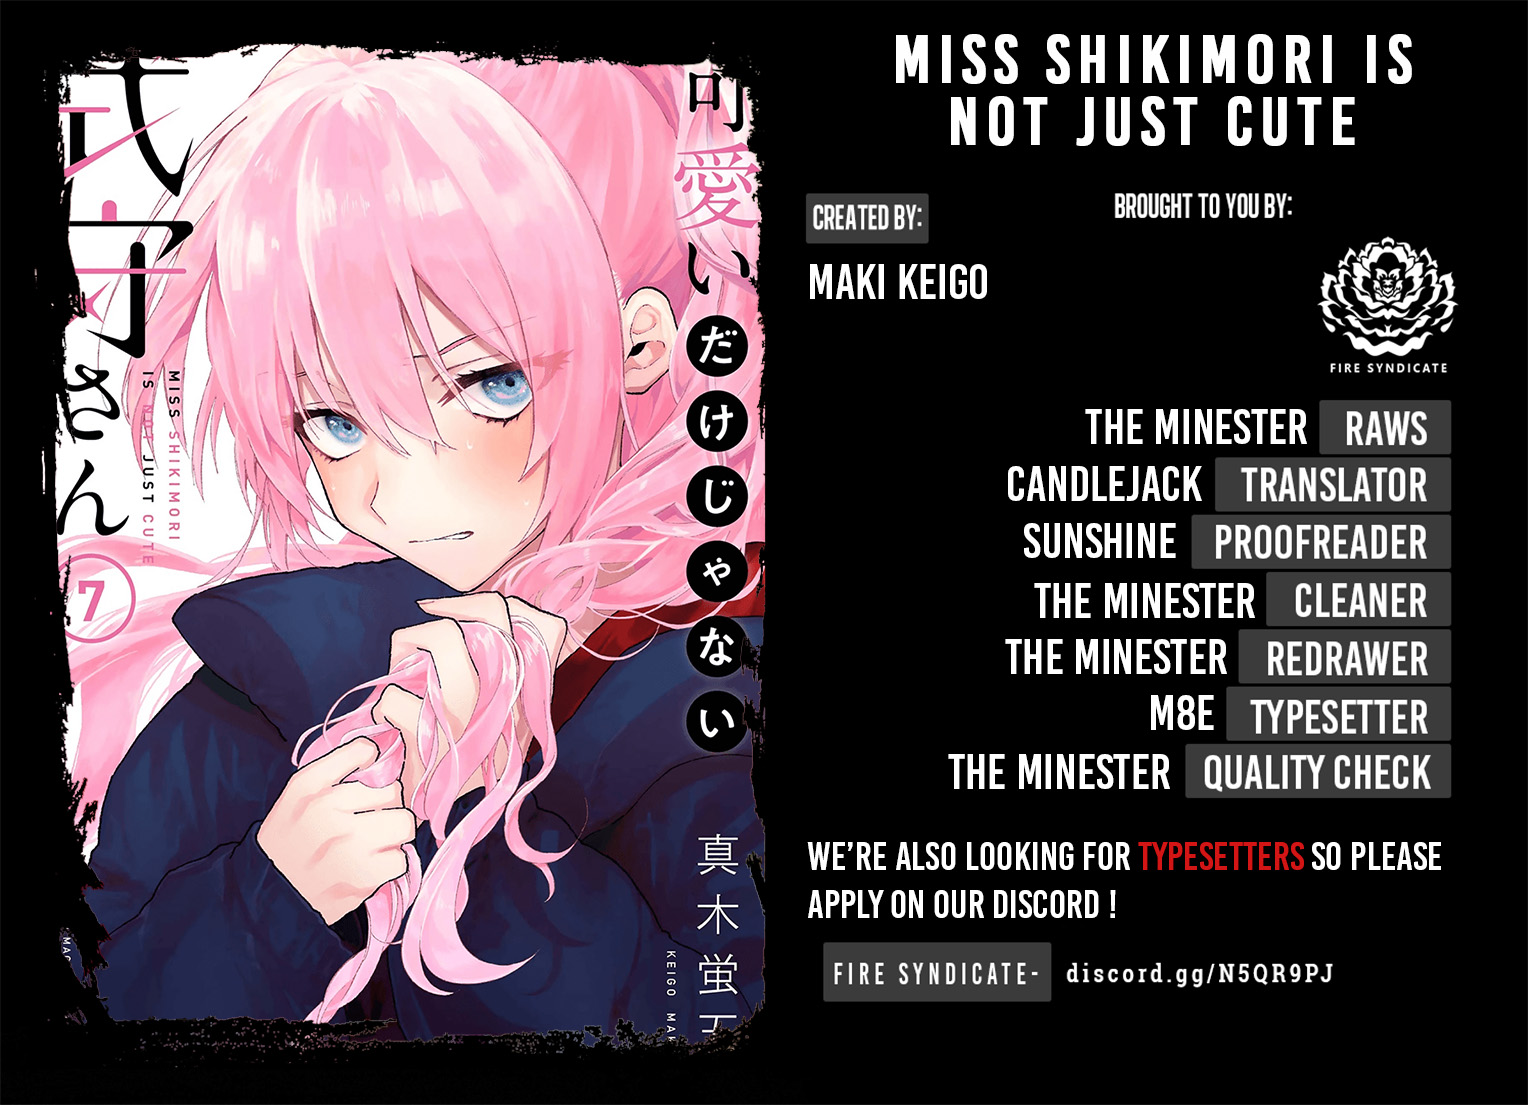 式守さん
MISS SHIKIMORI
IS NOT JUST CUTE
7
可愛いだけじゃない
真木蛍
KEIGO
MISS SHIKIMORI IS
NOT JUST CUTE
CREATED BY:
MAKI KEIGO
BROUGHT TO YOU BY:
FIRE SYNDICATE
THE MINESTER RAWS
CANDLEJACK TRANSLATOR
SUNSHINE PROOFREADER
THE MINESTER CLEANER
THE MINESTER REDRAWER
M8E TYPESETTER
THE MINESTER QUALITY CHECK
WE'RE ALSO LOOKING FOR TYPESETTERS SO PLEASE
APPLY ON OUR DISCORD !
FIRE SYNDICATE- discord.gg/N5QR9PJ